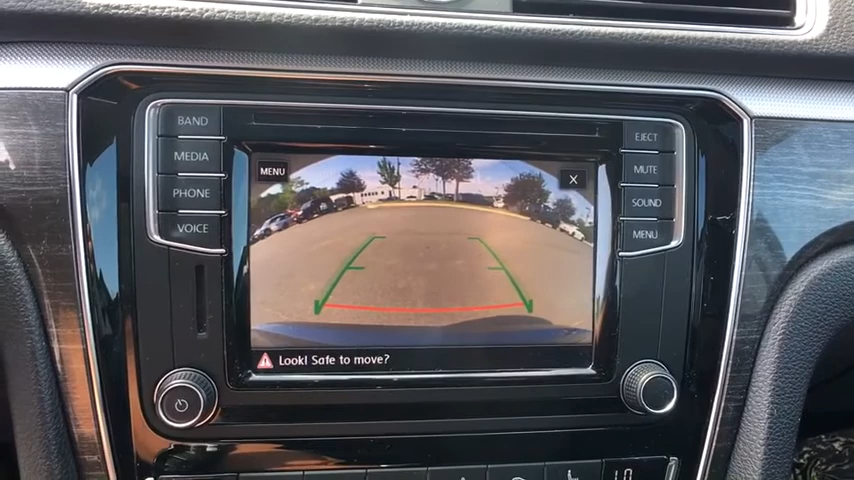 BAND
MEDIA
PHONE
VOICE
EJECT
MUTE
SOUND
MENU
MENU
X
Look! Safe to move?